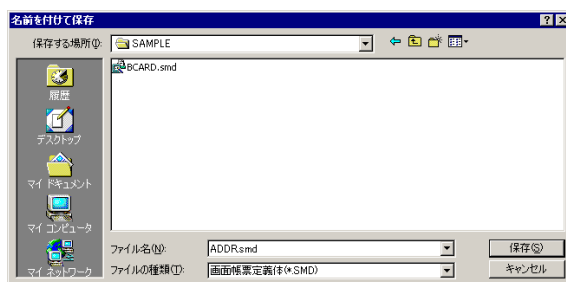 名前を付けて保存
保存する場所(I):
SAMPLE
BCARD.smd
履歴
デスクトップ
マイ ドキュメント
マイ コンピュータ
マイ ネットワーク
ファイル名(N):
ADDR.smd
保存(S)
ファイルの種類(T):
画面帳票定義体(*.SMD)
キャンセル